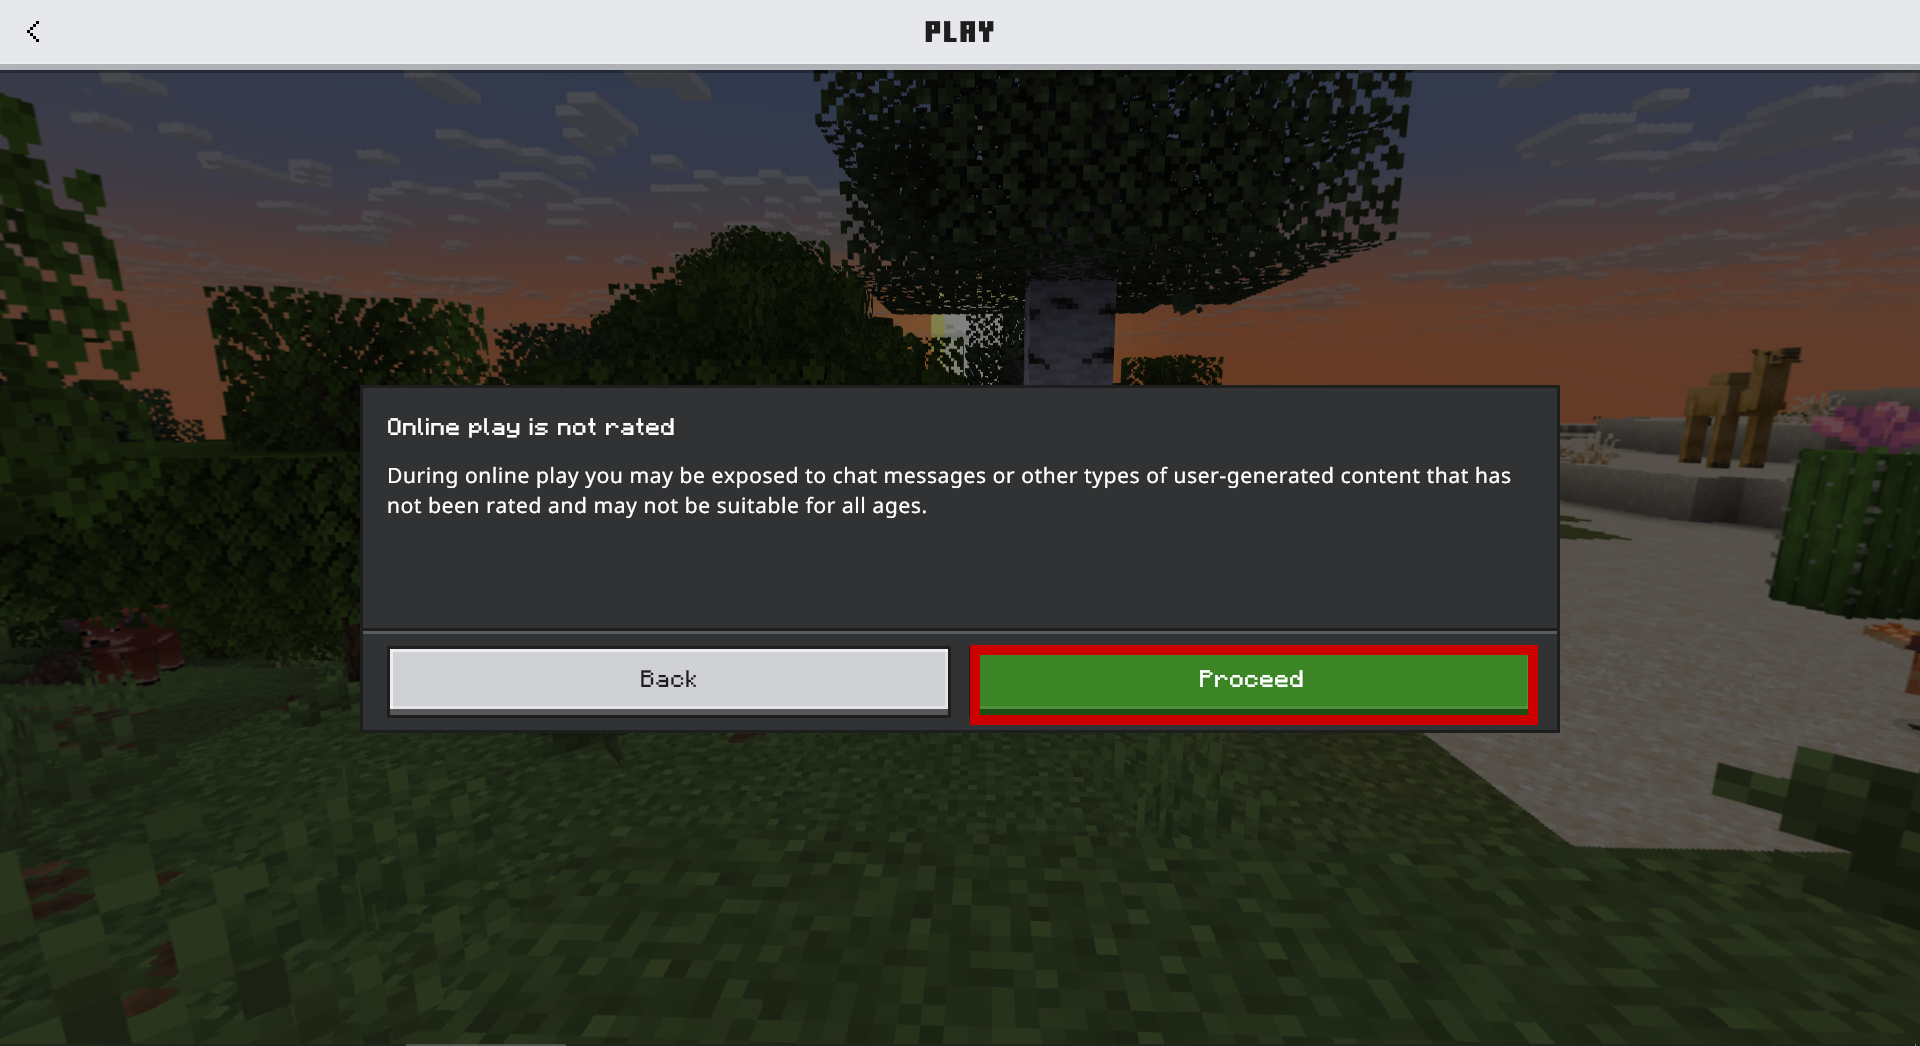 PLAY
Online play is not rated
During online play you may be exposed to chat messages or other types of user-generated content that has
not been rated and may not be suitable for all ages.
Back
Proceed